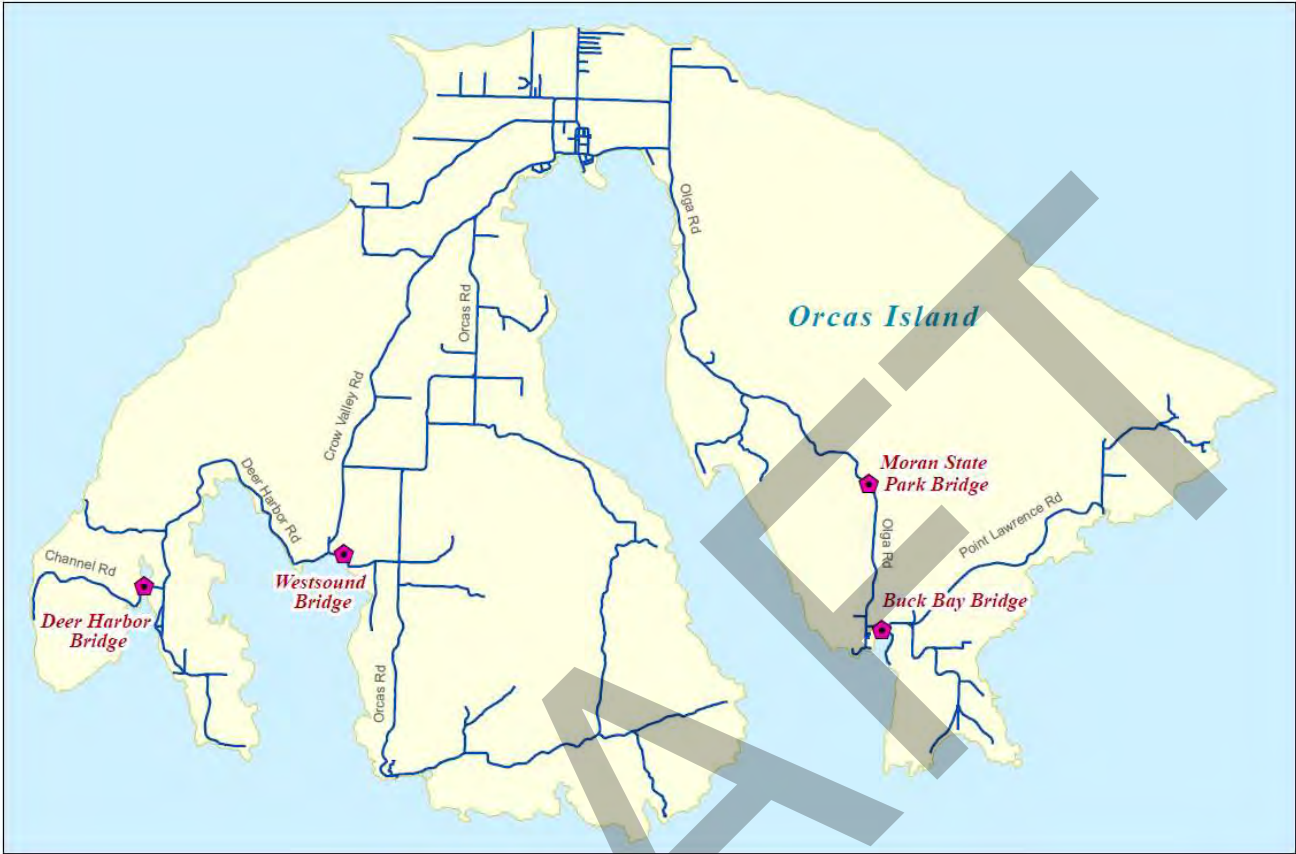 Olga Rd
Orcas Island
Orcas Rd
Crow Valley Rd
Deer Harbor Rd
Moran State
Park Bridge
Olga Rd
Point Lawrence Rd
Channel Rd
Westsound
Bridge
Deer Harbor
Bridge
Buck Bay Bridge
Orcas Rd